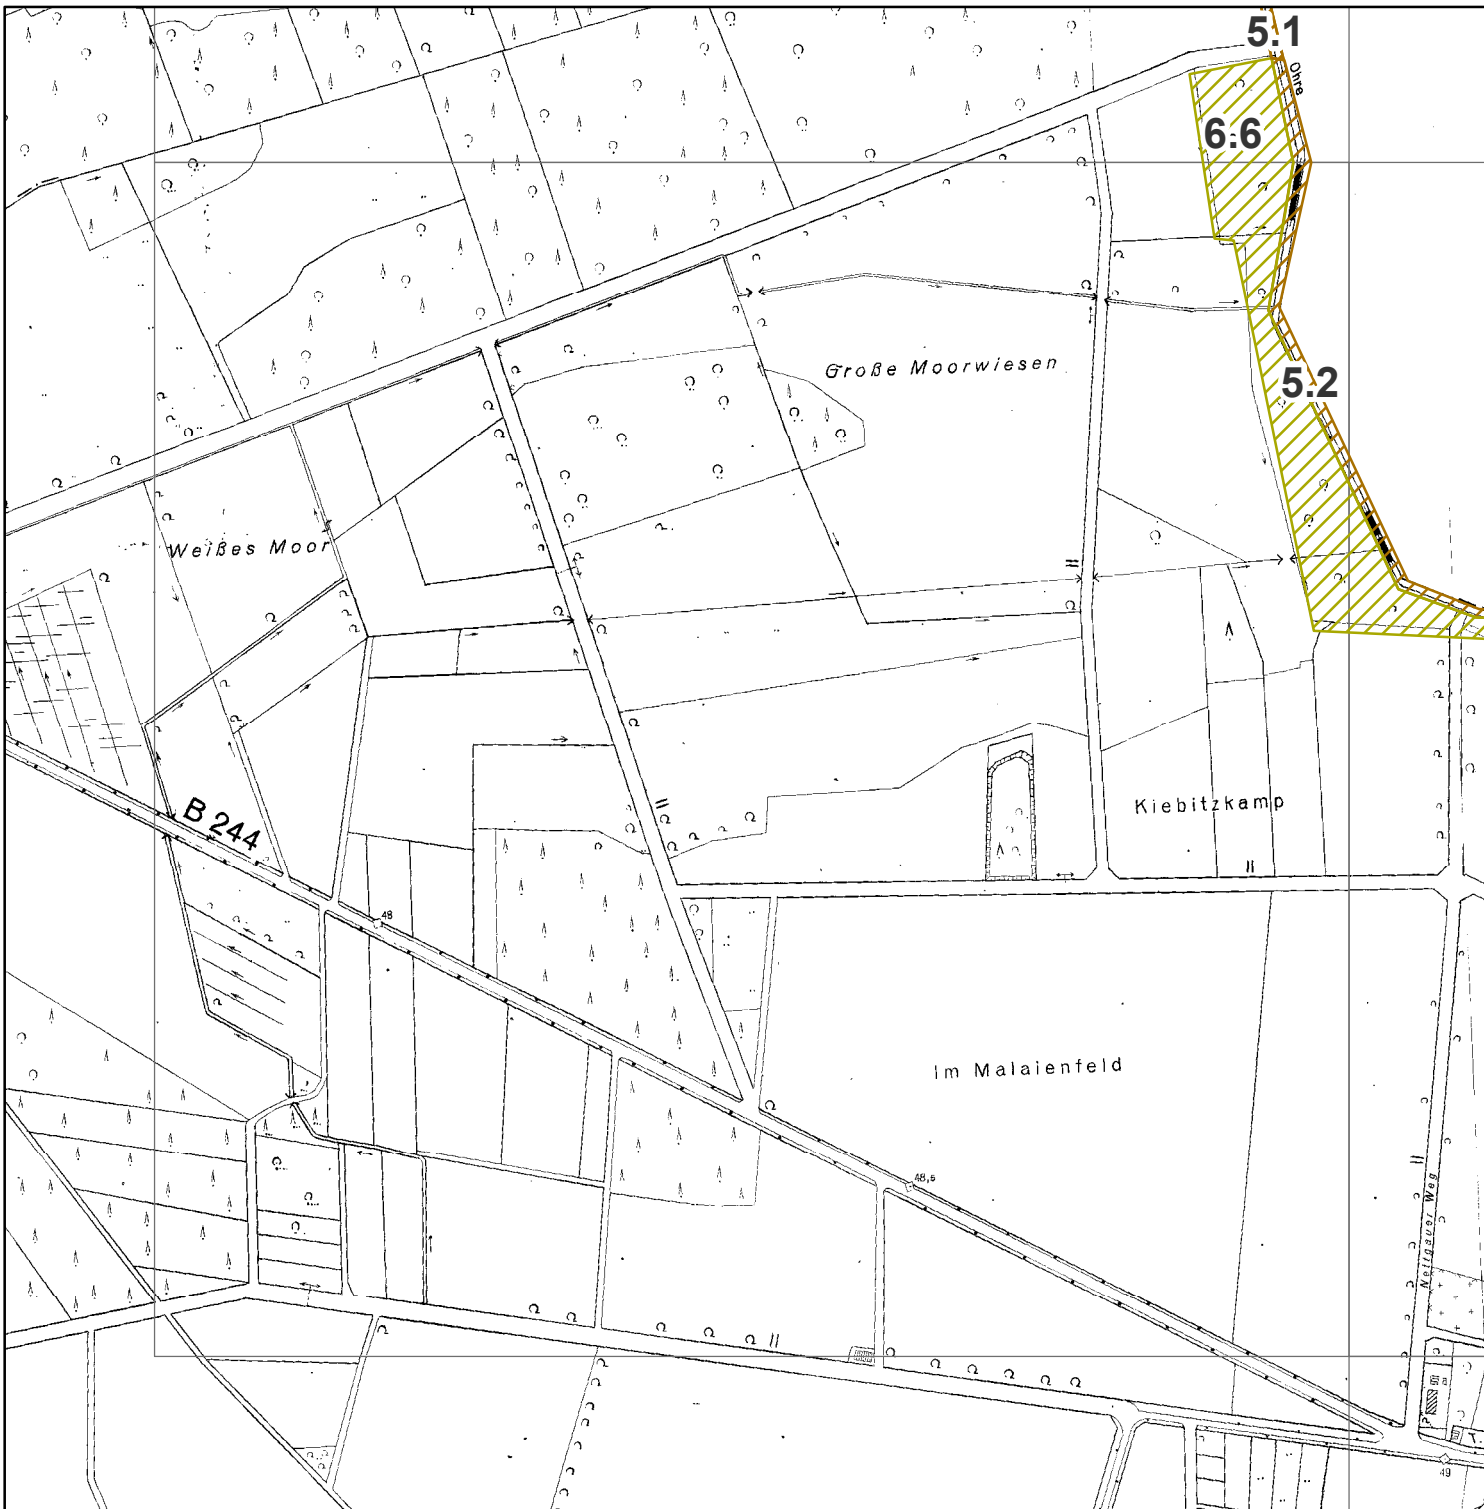 5.1
Ohre
6.6
Große Moorwiesen
5.2
Weißes Moor
B 244
Kiebitzkamp
48
Im Malaienfeld
48,5
Nettgauer Weg
49